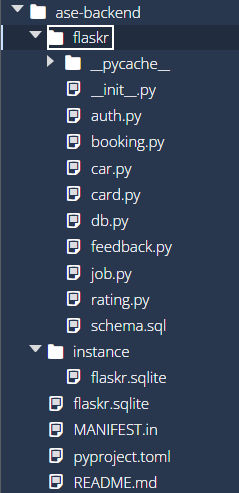 ase-backend
flaskr
__pycache__
__init__.py
auth.py
booking.py
car.py
card.py
db.py
feedback.py
job.py
rating.py
schema.sql
instance
flaskr.sqlite
flaskr.sqlite
MANIFEST.in
pyproject.toml
README.md